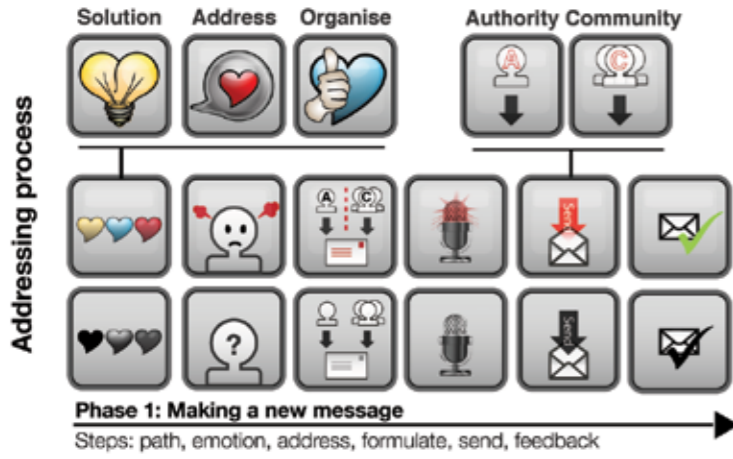 Solution Address Organise Authority Community
A C
Addressing process
A C Send
? Send
Phase 1: Making a new message
Steps: path, emotion, address, formulate, send, feedback